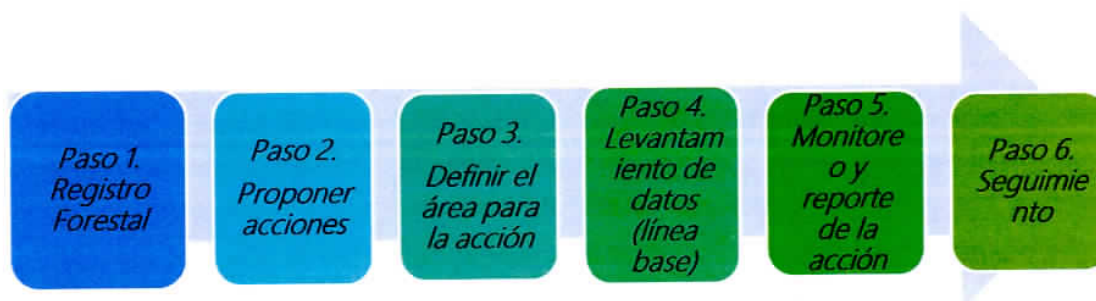 Paso 1.
Registro
Forestal
Paso 2.
Proponer
acciones
Paso 3.
Definir el
área para
la acción
Paso 4.
Levantam
iento de
datos
(línea
base)
Paso 5.
Monitore
o y
reporte
de la
acción
Paso 6.
Seguimie
nto